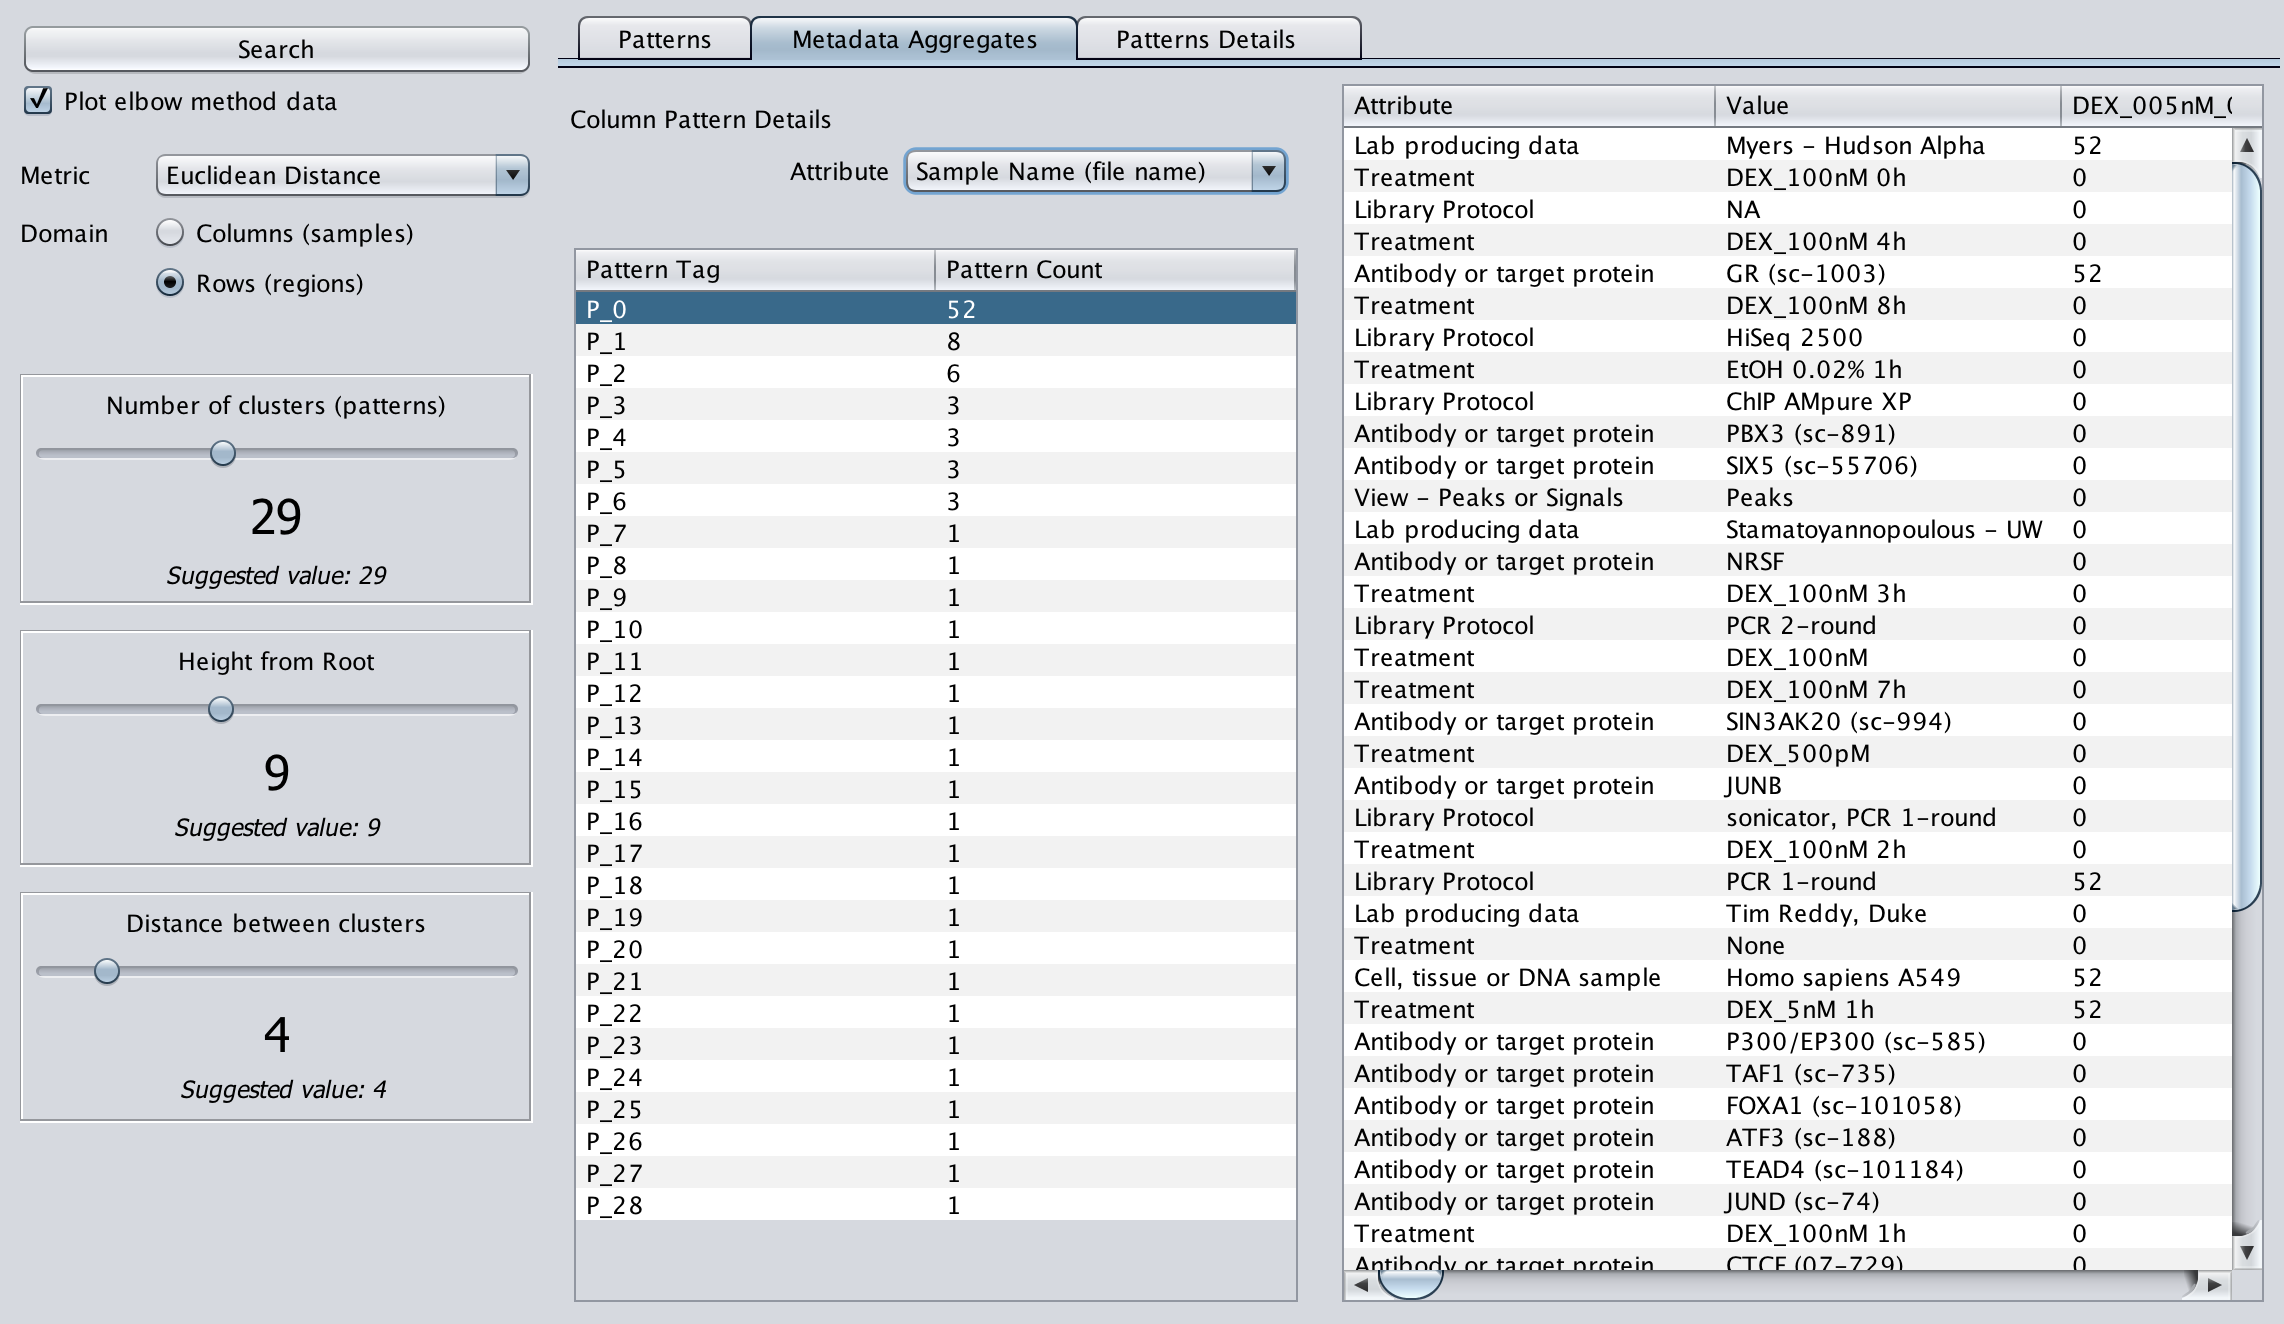 Search
Plot elbow method data
Metric Euclidean Distance
Domain Columns (samples)
Rows (regions)
Number of clusters (patterns)
29
Suggested value: 29
Height from Root
9
Suggested value: 9
Distance between clusters
4
Suggested value: 4
Patterns Metadata Aggregates Patterns Details
Column Pattern Details
Attribute Sample Name (file name)
Pattern Tag Pattern Count
P_0 52
P_1 8
P_2 6
P_3 3
P_4 3
P_5 3
P_6 3
P_7 1
P_8 1
P_9 1
P_10 1
P_11 1
P_12 1
P_13 1
P_14 1
P_15 1
P_16 1
P_17 1
P_18 1
P_19 1
P_20 1
P_21 1
P_22 1
P_23 1
P_24 1
P_25 1
P_26 1
P_27 1
P_28 1
Attribute Value DEX_005nM_
Lab producing data Myers - Hudson Alpha 52
Treatment DEX_100nM 0h 0
Library Protocol NA 0
Treatment DEX_100nM 4h 0
Antibody or target protein GR (sc-1003) 52
Treatment DEX_100nM 8h 0
Library Protocol HiSeq 2500 0
Treatment EtOH 0.02% 1h 0
Library Protocol ChIP AMpure XP 0
Antibody or target protein PBX3 (sc-891) 0
Antibody or target protein SIX5 (sc-55706) 0
View - Peaks or Signals Peaks 0
Lab producing data Stamatoyannopoulous - UW 0
Antibody or target protein NRSF 0
Treatment DEX_100nM 3h 0
Library Protocol PCR 2-round 0
Treatment DEX_100nM 0
Treatment DEX_100nM 7h 0
Antibody or target protein SIN3AK20 (sc-994) 0
Treatment DEX_500pM 0
Antibody or target protein JUNB 0
Library Protocol sonicator, PCR 1-round 0
Treatment DEX_100nM 2h 0
Library Protocol PCR 1-round 52
Lab producing data Tim Reddy, Duke 0
Treatment None 0
Cell, tissue or DNA sample Homo sapiens A549 52
Treatment DEX_5nM 1h 52
Antibody or target protein P300/EP300 (sc-585) 0
Antibody or target protein TAF1 (sc-735) 0
Antibody or target protein FOXA1 (sc-101058) 0
Antibody or target protein ATF3 (sc-188) 0
Antibody or target protein TEAD4 (sc-101184) 0
Antibody or target protein JUND (sc-74) 0
Treatment DEX_100nM 1h 0
Antibody or target protein CTCF (07-729) 0